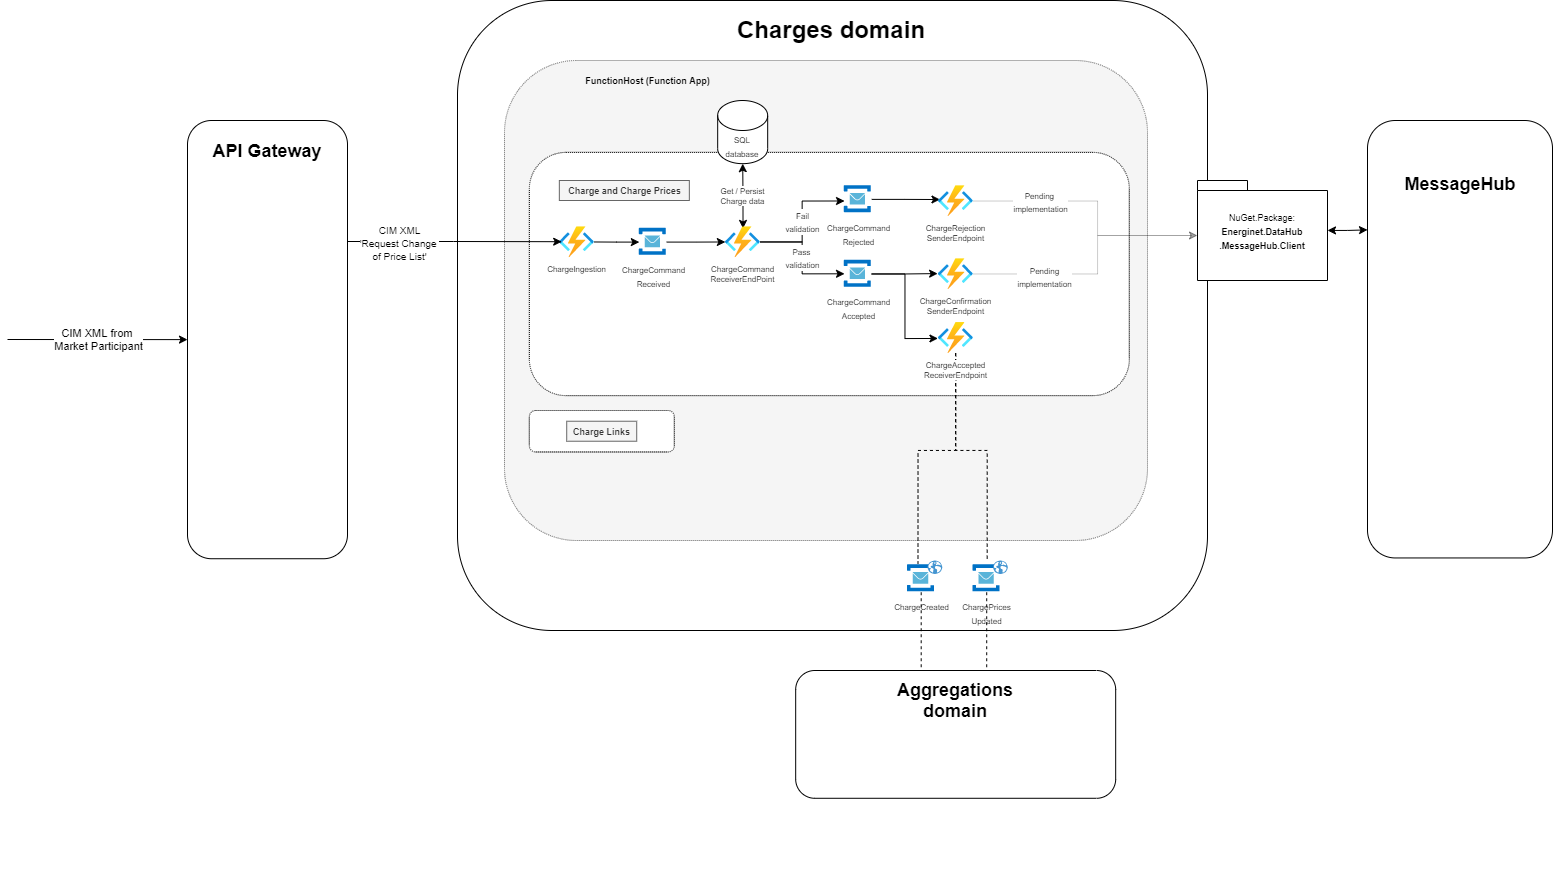 Charges domain
FunctionHost (Function App)
API Gateway
MessageHub
SQL
database
Charge and Charge Prices
Get / Persist
Charge data
Fail
validation
Pass
validation
ChargeIngestion
ChargeCommand
Received
ChargeCommand
ReceiverEndPoint
ChargeCommand
Rejected
ChargeRejection
SenderEndpoint
Pending
implementation
ChargeCommand
Accepted
ChargeConfirmation
SenderEndpoint
Pending
implementation
ChargeAccepted
ReceiverEndpoint
NuGet.Package:
Energinet.DataHub
.MessageHub.Client
CIM XML
'Request Change
of Price List'
CIM XML from
Market Participant
Charge Links
ChargeCreated
ChargePrices
Updated
Aggregations
domain